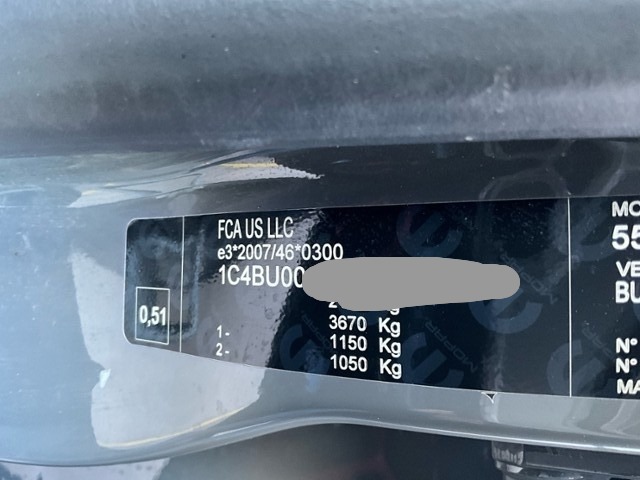 FCA US LLC
e3*2007/46*0300
1C4BU00
Kg
3670 Kg
1- 1150 Kg
2- 1050 Kg
0,51
MO
55
VE
BU
N°
N°
MA